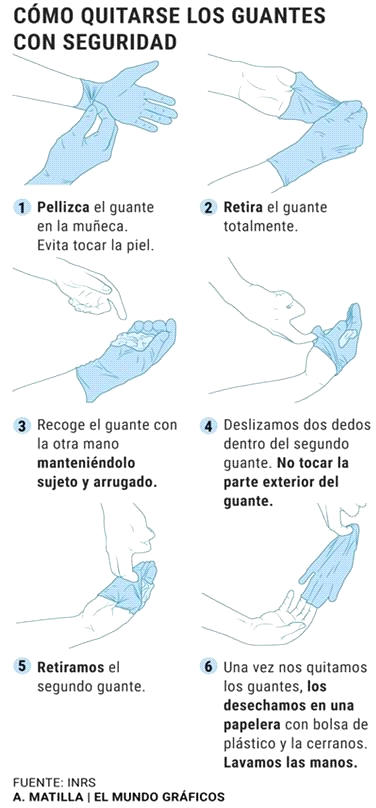 CÓMO QUITARSE LOS GUANTES
CON SEGURIDAD
1 Pellizca el guante
en la muñeca.
Evita tocar la piel.
2 Retira el guante
totalmente.
3 Recoge el guante con
la otra mano
manteniéndolo
sujeto y arrugado.
4 Deslizamos dos dedos
dentro del segundo
guante. No tocar la
parte exterior del
guante.
5 Retiramos el
segundo guante.
6 Una vez nos quitamos
los guantes, los
desechamos en una
papelera con bolsa de
plástico y la cerranos.
Lavamos las manos.
FUENTE: INRS
A. MATILLA | EL MUNDO GRÁFICOS